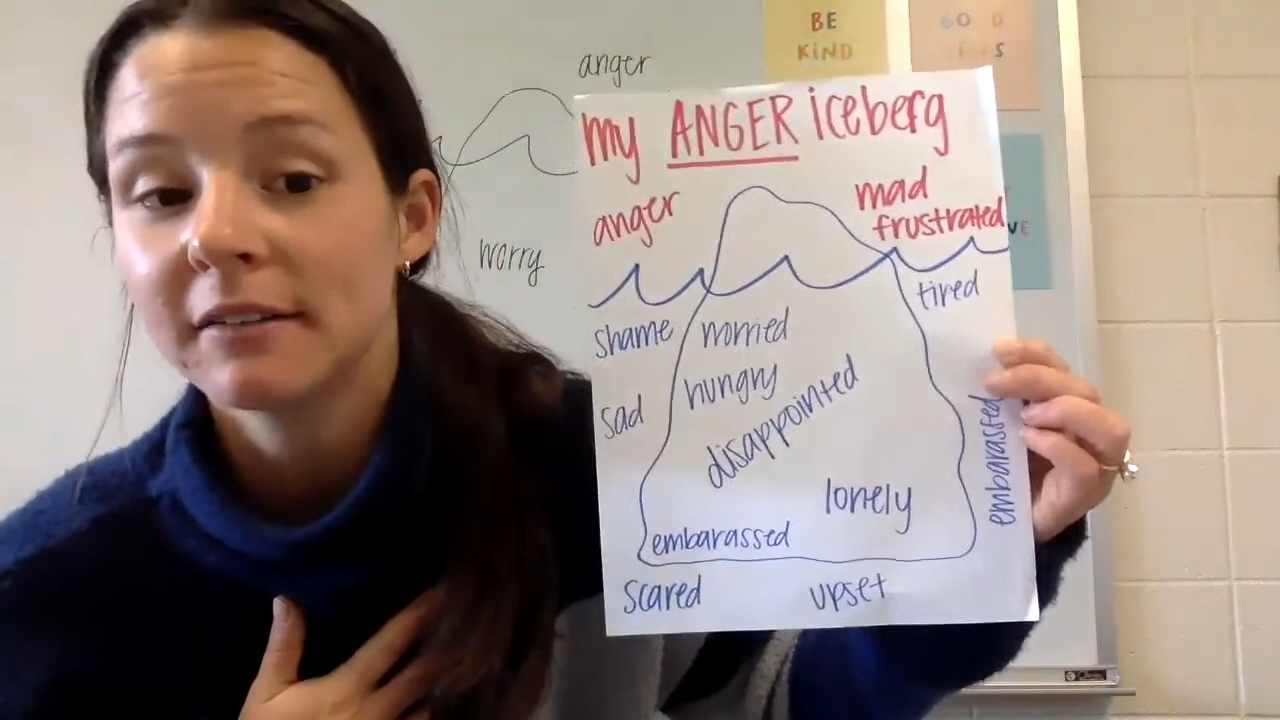 anger
worry
BE
KIND
my ANGER iceberg
anger
mad
frustrated
tired
shame
worried
hungry
sad
disappointed
embarassed
lonely
embarassed
scared
upset